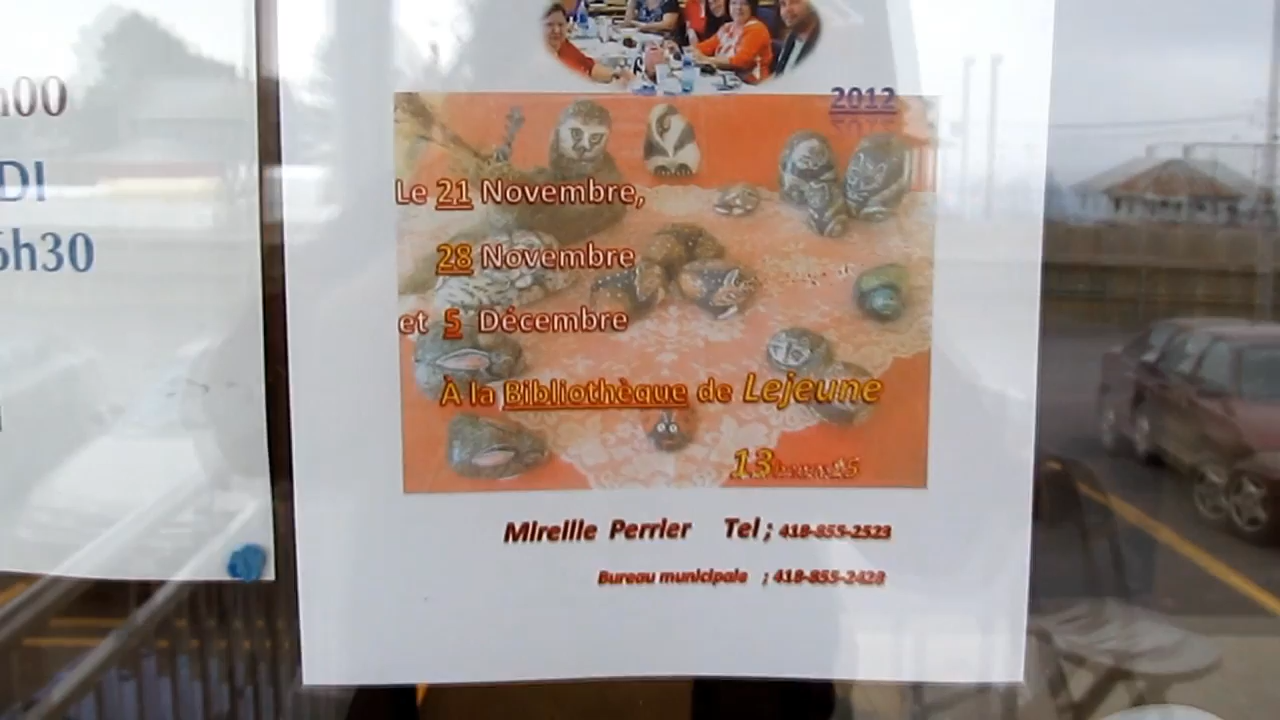 h00
DI
6h30
2012
Le 21 Novembre,
28 Novembre
et 5 Décembre
À la Bibliothèque de Lejeune
13
Mireille Perrier Tel ; 418-855-2523
Bureau municipale ; 418-855-2428